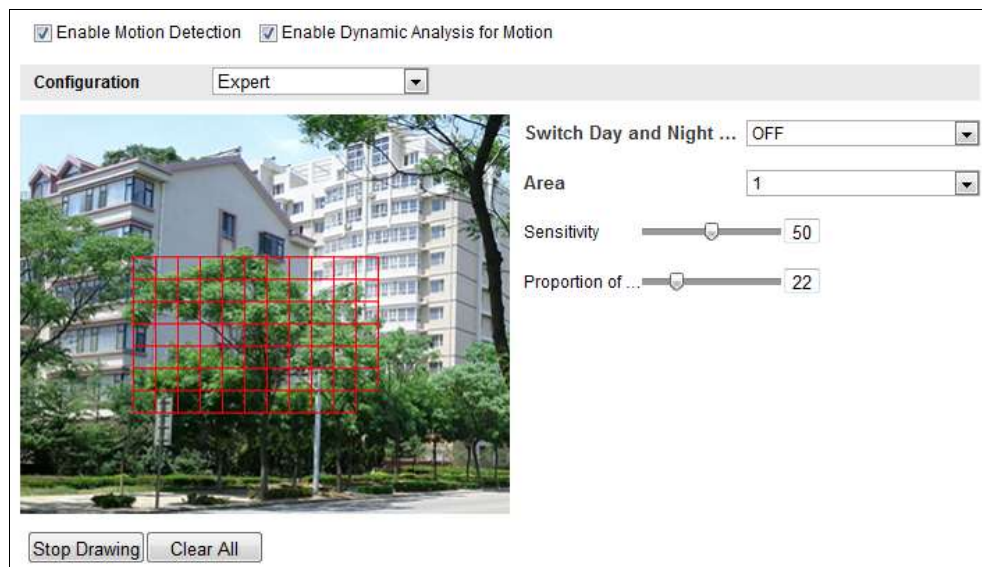 Enable Motion Detection Enable Dynamic Analysis for Motion
Configuration Expert
Switch Day and Night ... OFF
Area 1
Sensitivity 50
Proportion of ... 22
Stop Drawing Clear All